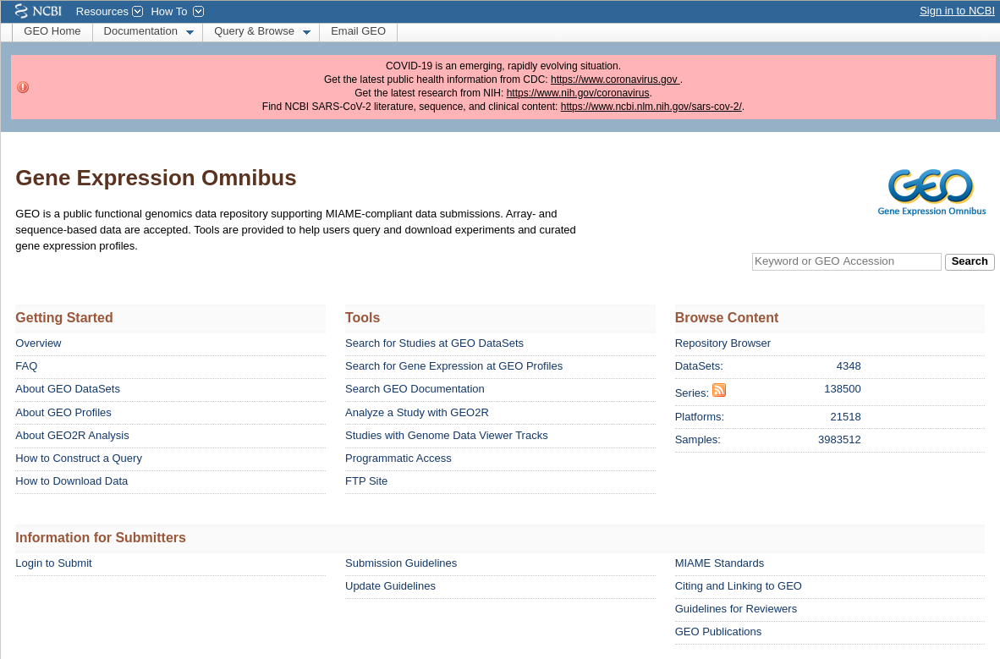 NCBI Resources How To Sign in to NCBI
GEO Home Documentation Query & Browse Email GEO
COVID-19 is an emerging, rapidly evolving situation.
Get the latest public health information from CDC: https://www.coronavirus.gov .
Get the latest research from NIH: https://www.nih.gov/coronavirus.
Find NCBI SARS-CoV-2 literature, sequence, and clinical content: https://www.ncbi.nlm.nih.gov/sars-cov-2/.
Gene Expression Omnibus
GEO is a public functional genomics data repository supporting MIAME-compliant data submissions. Array- and
sequence-based data are accepted. Tools are provided to help users query and download experiments and curated
gene expression profiles.
GEO
Gene Expression Omnibus
Keyword or GEO Accession Search
Getting Started
Overview
FAQ
About GEO DataSets
About GEO Profiles
About GEO2R Analysis
How to Construct a Query
How to Download Data
Tools
Search for Studies at GEO DataSets
Search for Gene Expression at GEO Profiles
Search GEO Documentation
Analyze a Study with GEO2R
Studies with Genome Data Viewer Tracks
Programmatic Access
FTP Site
Browse Content
Repository Browser
DataSets: 4348
Series: 138500
Platforms: 21518
Samples: 3983512
Information for Submitters
Login to Submit
Submission Guidelines
Update Guidelines
MIAME Standards
Citing and Linking to GEO
Guidelines for Reviewers
GEO Publications